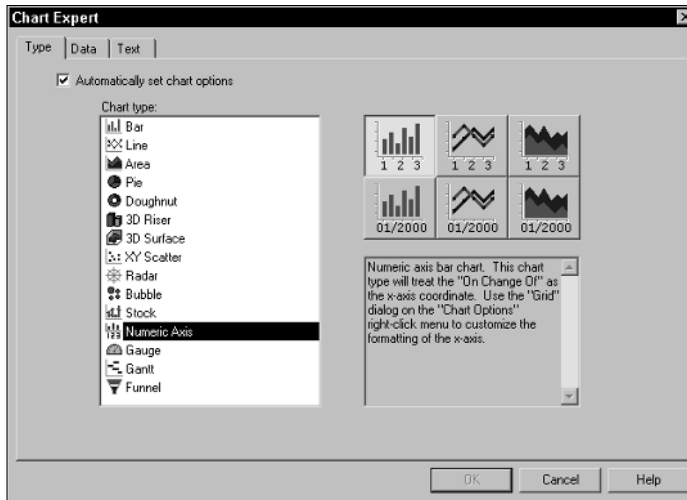 Chart Expert
Type
Data
Text
Automatically set chart options
Chart type:
Bar
Line
Area
Pie
Doughnut
3D Riser
3D Surface
XY Scatter
Radar
Bubble
Stock
Numeric Axis
Gauge
Gantt
Funnel
1 2 3
1 2 3
1 2 3
01/2000
01/2000
01/2000
Numeric axis bar chart. This chart
type will treat the "On Change Of" as
the x-axis coordinate. Use the "Grid"
dialog on the "Chart Options"
right-click menu to customize the
formatting of the x-axis.
OK
Cancel
Help